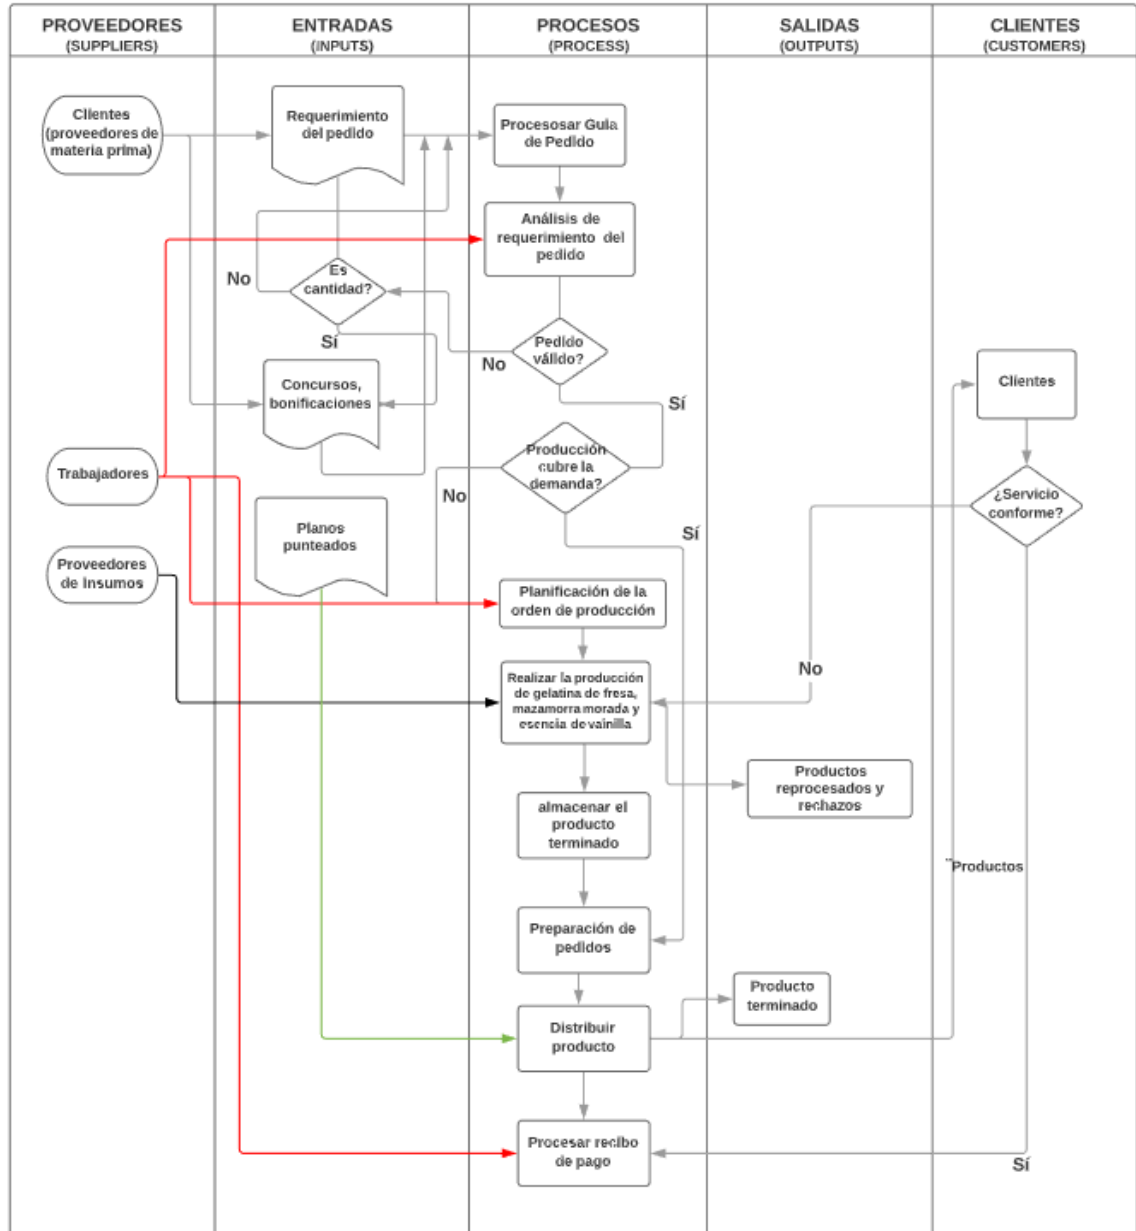 PROVEEDORES
(SUPPLIERS)
ENTRADAS
(INPUTS)
PROCESOS
(PROCESS)
SALIDAS
(OUTPUTS)
CLIENTES
(CUSTOMERS)
Clientes
(proveedores de
materia prima)
Requerimiento
del pedido
Procesosar Guia
de Pedido
Análisis de
requerimiento del
pedido
No
Es
cantidad?
Sí
Pedido
válido?
No
Sí
Concursos,
bonificaciones
Clientes
Trabajadores
Producción
cubre la
demanda?
No
Sí
¿Servicio
conforme?
Planos
punteados
Proveedores
de Insumos
Planificación de la
orden de producción
No
Realizar la producción
de gelatina de fresa,
mazamorra morada y
esencia de vainilla
Productos
reprocesados y
rechazos
almacenar el
producto
terminado
¨Productos
Preparación de
pedidos
Producto
terminado
Distribuir
producto
Procesar recibo
de pago
Sí